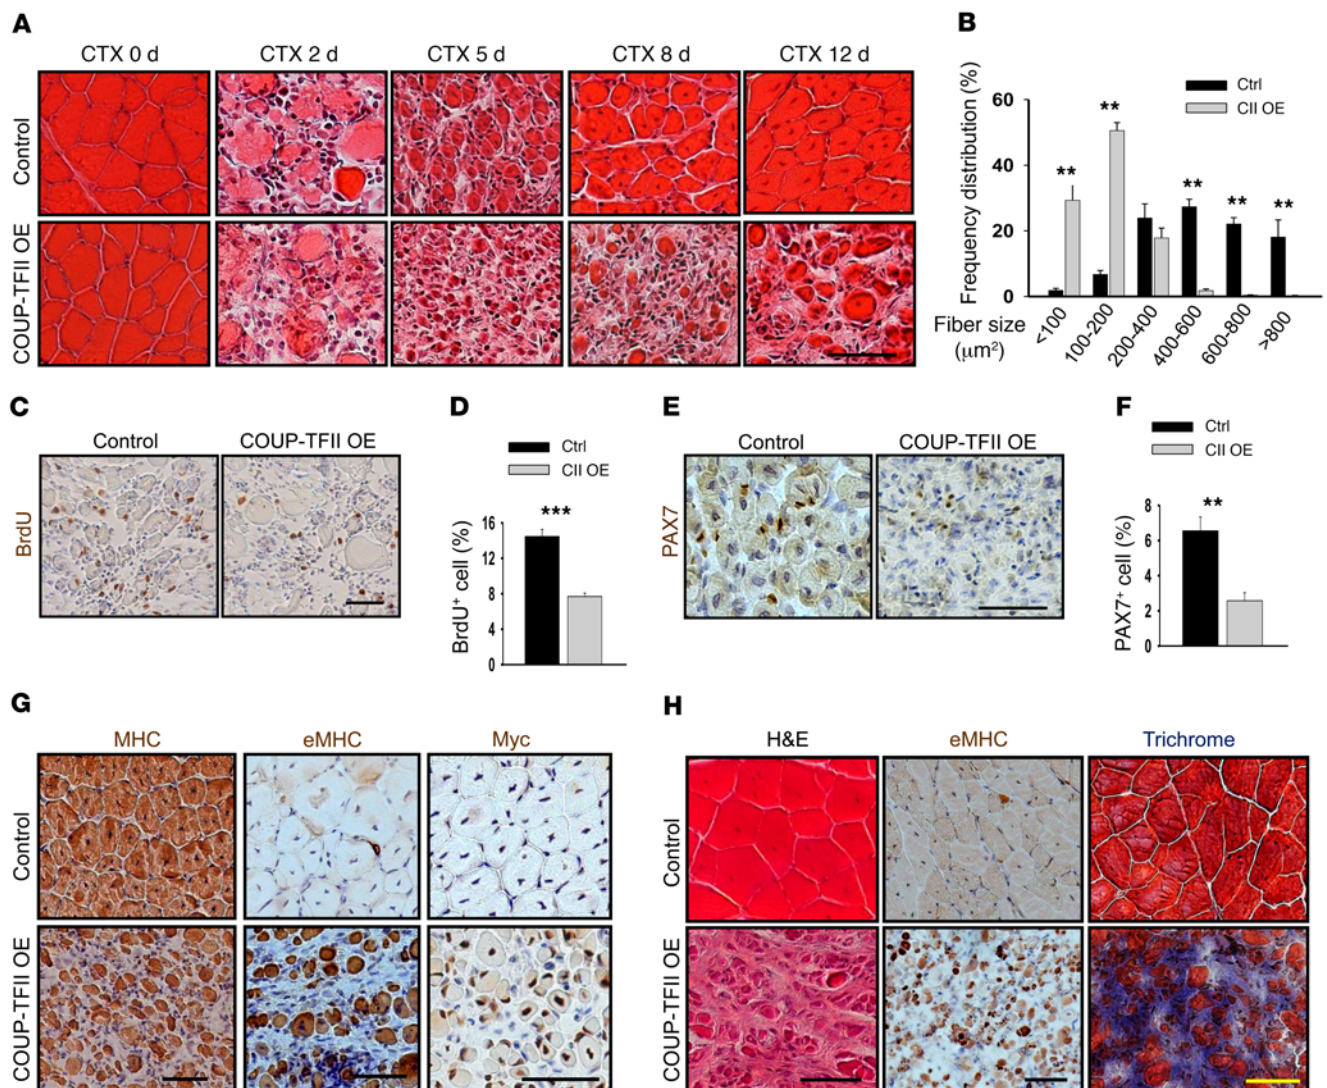 A
CTX 0 d
CTX 2 d
CTX 5 d
CTX 8 d
CTX 12 d
Control
COUP-TFII OE
B
Frequency distribution (%)
Ctrl
CII OE
60
40
20
0
**
**
**
**
**
Fiber size
(μm²)
<100
100-200
200-400
400-600
600-800
>800
C
Control
COUP-TFII OE
BrdU
D
Ctrl
CII OE
BrdU⁺ cell (%)
16
12
8
4
0
***
E
Control
COUP-TFII OE
PAX7
F
Ctrl
CII OE
PAX7⁺ cell (%)
8
6
4
2
0
**
G
MHC
eMHC
Myc
Control
COUP-TFII OE
H
H&E
eMHC
Trichrome
Control
COUP-TFII OE